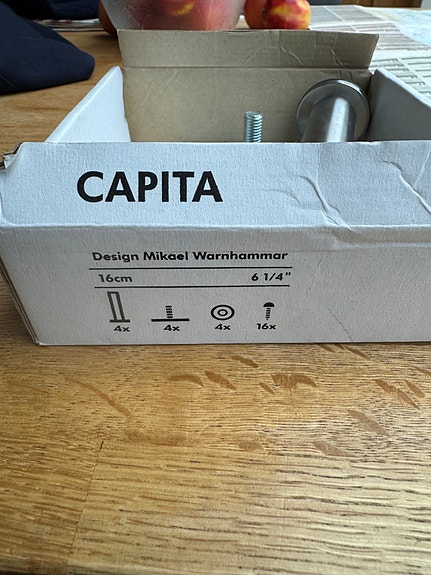 CAPITA
Design Mikael Warnhammar
16cm 6 1/4"
4x 4x 4x 16x